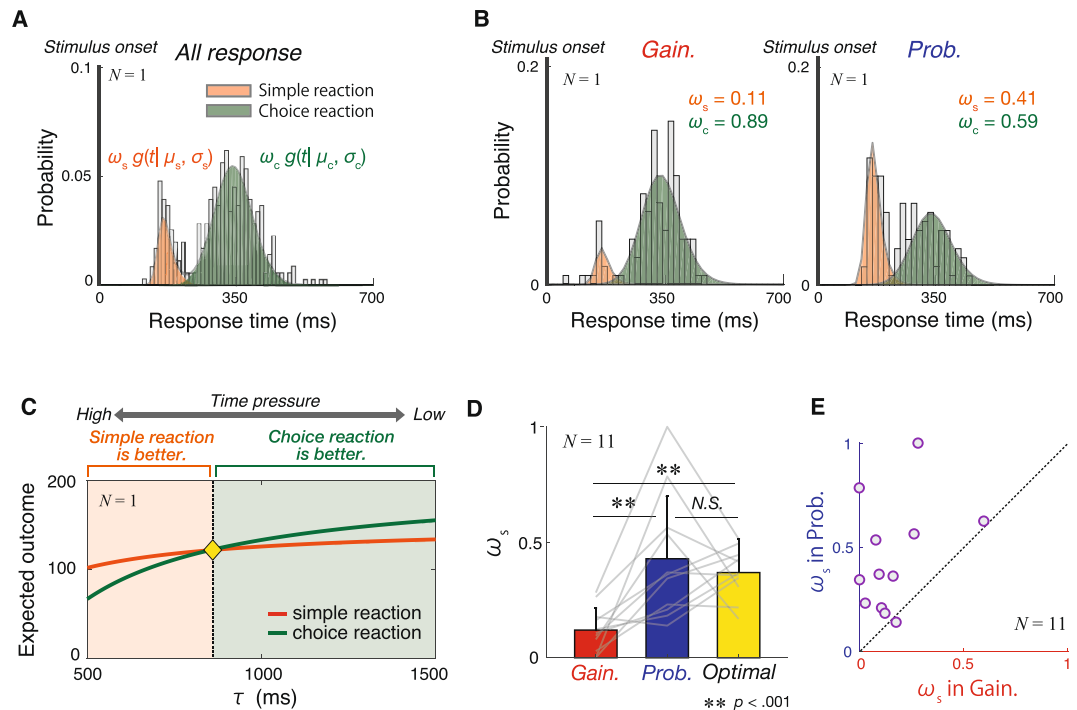 A
Stimulus onset
All response
0.1
N = 1
Simple reaction
Choice reaction
ωs g(t| μs, σs)
ωc g(t| μc, σc)
0.05
Probability
0
0
350
700
Response time (ms)
B
Stimulus onset
Gain.
0.2
N = 1
ωs = 0.11
ωc = 0.89
Probability
0
0
350
700
Response time (ms)
Stimulus onset
Prob.
0.2
N = 1
ωs = 0.41
ωc = 0.59
0
0
350
700
Response time (ms)
C
Time pressure
High
Low
Simple reaction
is better.
Choice reaction
is better.
200
N = 1
100
Expected outcome
simple reaction
choice reaction
0
500
1000
1500
τ (ms)
D
1
N = 11
**
**
N.S.
0.5
ωs
0
Gain.
Prob.
Optimal
** p < .001
E
1
ωs in Prob.
0.5
N = 11
0
0
0.5
1
ωs in Gain.